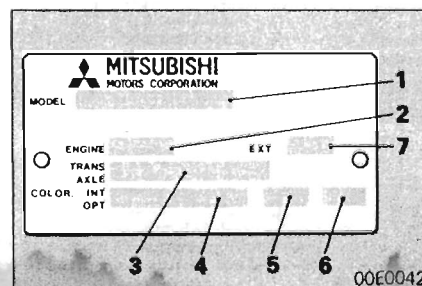 MITSUBISHI
MOTORS CORPORATION
MODEL
1
2
ENGINE
EXT
7
TRANS
AXLE
COLOR. INT
OPT
3
4
5
6
00E0042